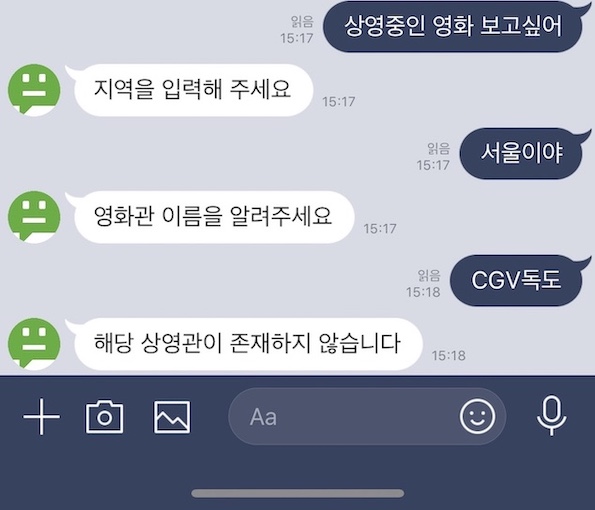 상영중인 영화 보고싶어
읽음
15:17
지역을 입력해 주세요
15:17
서울이야
읽음
15:17
영화관 이름을 알려주세요
15:17
CGV독도
읽음
15:18
해당 상영관이 존재하지 않습니다
15:18
Aa